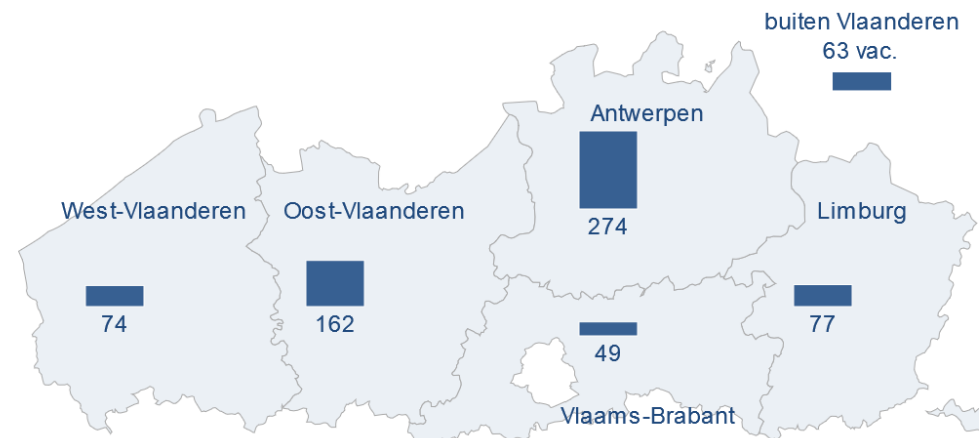 buiten Vlaanderen
63 vac.
Antwerpen
274
West-Vlaanderen
74
Oost-Vlaanderen
162
Limburg
77
49
Vlaams-Brabant